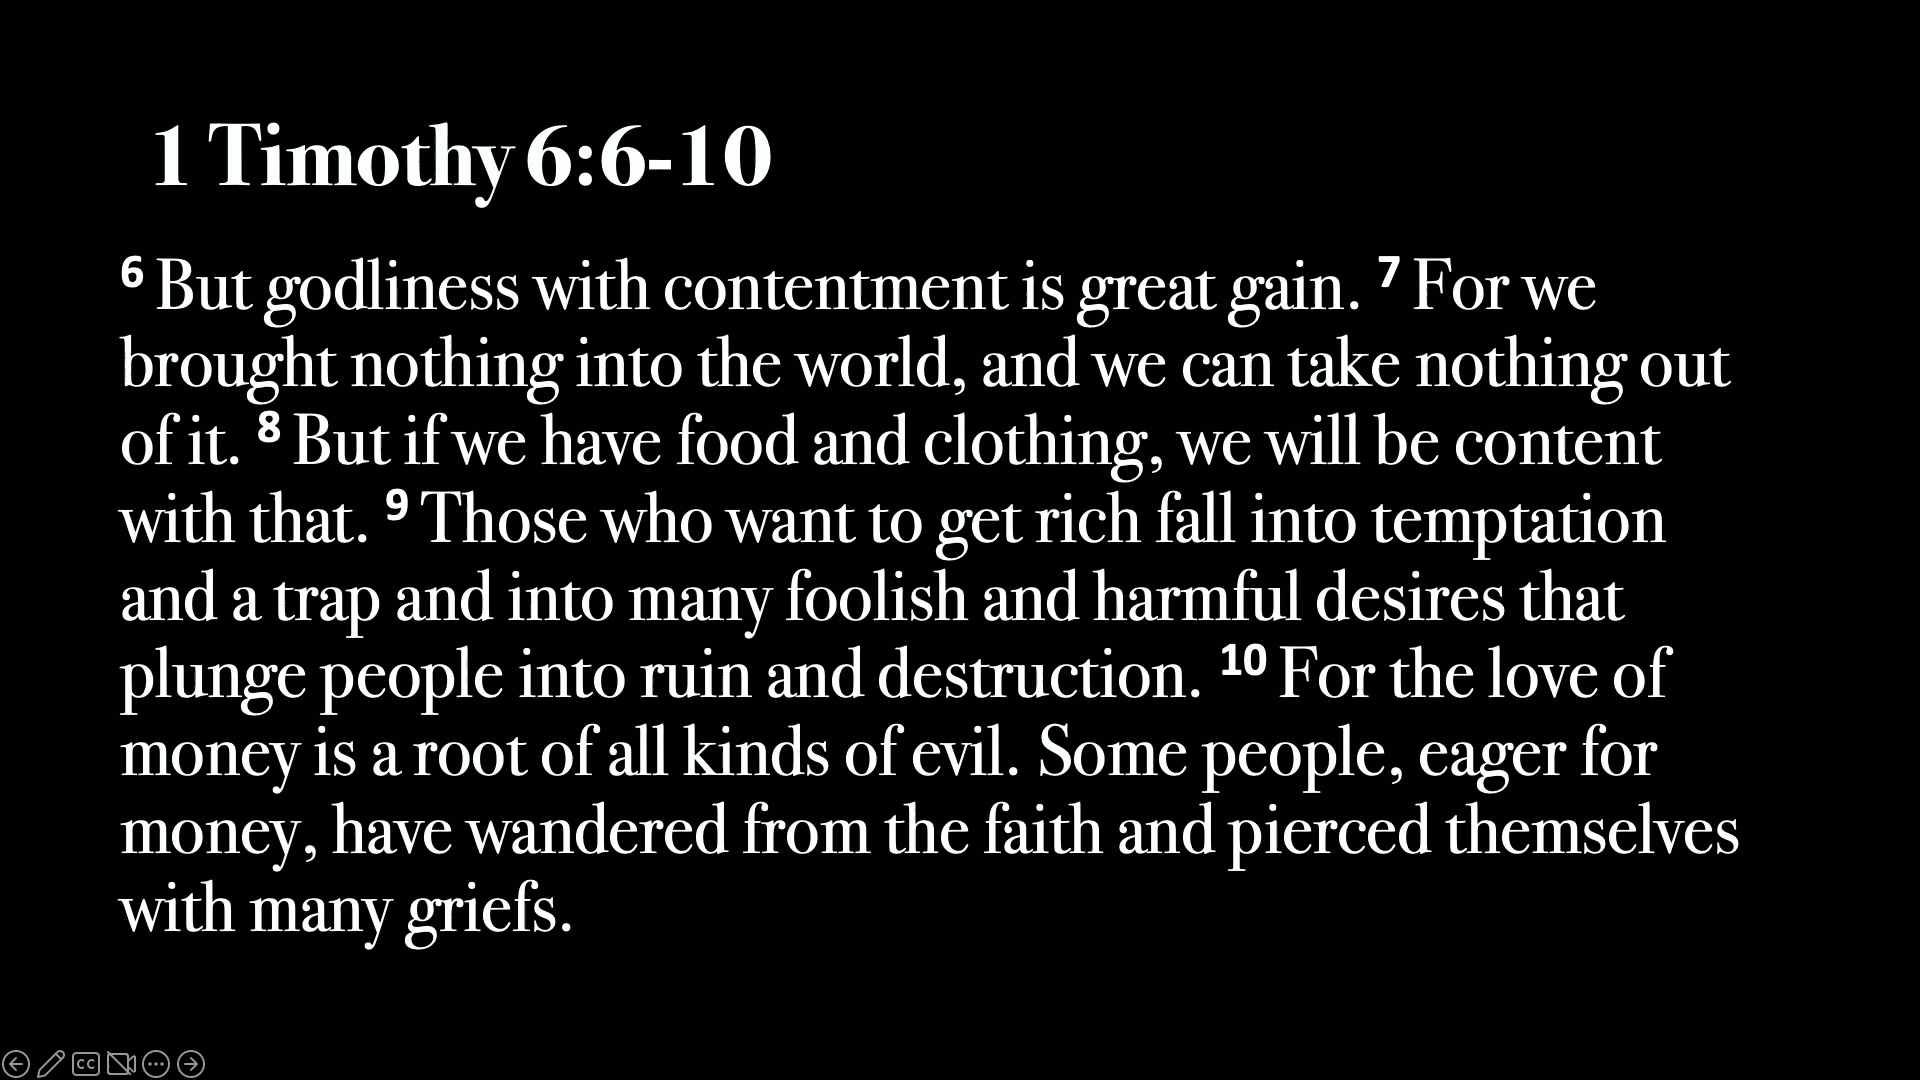 1 Timothy 6:6-10
6 But godliness with contentment is great gain. 7 For we
brought nothing into the world, and we can take nothing out
of it. 8 But if we have food and clothing, we will be content
with that. 9 Those who want to get rich fall into temptation
and a trap and into many foolish and harmful desires that
plunge people into ruin and destruction. 10 For the love of
money is a root of all kinds of evil. Some people, eager for
money, have wandered from the faith and pierced themselves
with many griefs.
CC